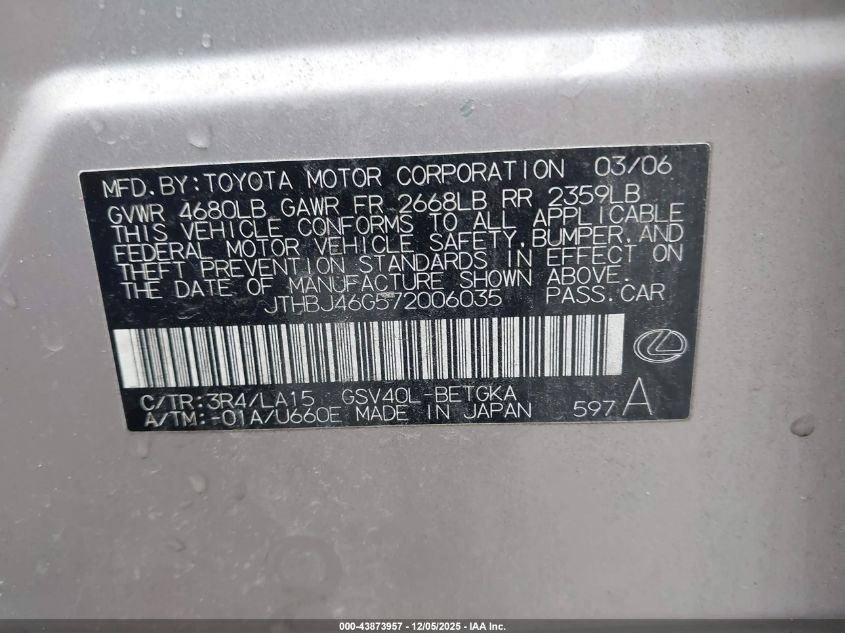 MFD.BY:TOYOTA MOTOR CORPORATION 03/06
GVWR 4680LB GAWR FR 2668LB RR 2359LB
THIS VEHICLE CONFORMS TO ALL APPLICABLE
FEDERAL MOTOR VEHICLE SAFETY,BUMPER,AND
THEFT PREVENTION STANDARDS IN EFFECT ON
THE DATE OF MANUFACTURE SHOWN ABOVE.
JTHBJ46G572006035 PASS.CAR
C/TR:3R4/LA15 GSV40L-BETGKA
A/TM:-01A/U660E MADE IN JAPAN 597 A
000-43873957 - 12/05/2025 - IAA Inc.